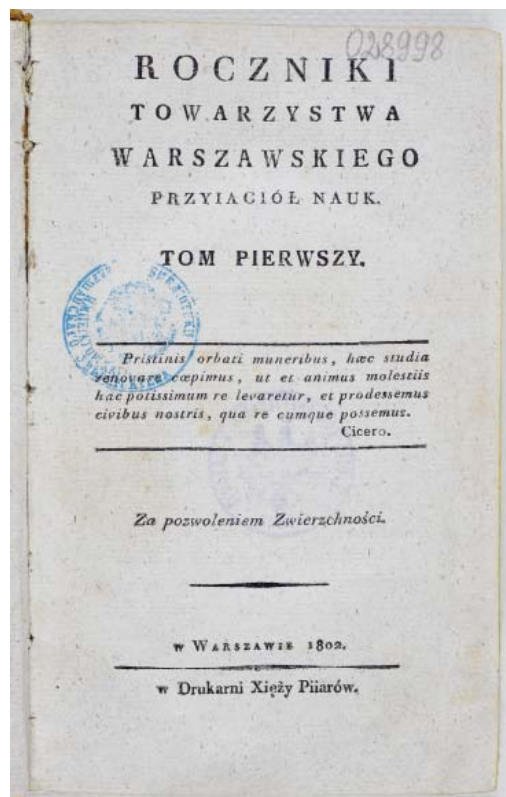 028998
ROCZNIKI
TOWARZYSTWA
WARSZAWSKIEGO
PRZYIACIÓŁ NAUK.
TOM PIERWSZY.
Pristinis orbati muneribus, hæc studia
renovare cœpimus, ut et animus molestiis
hac potissimum re levaretur, et prodessemus
civibus nostris, qua re cumque possemus.
Cicero.
Za pozwoleniem Zwierzchności.
w WARSZAWIE 1802.
w Drukarni Xięży Piiarów.